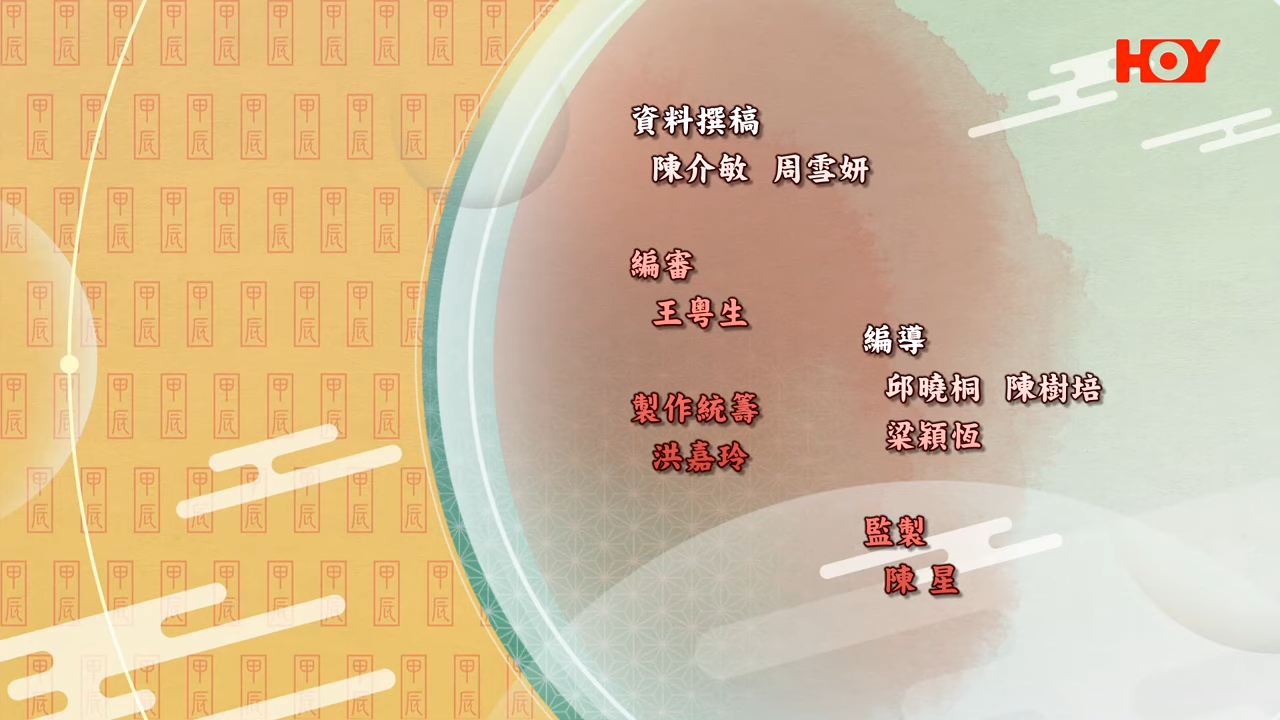 HOY
資料撰稿
陳介敏 周雪妍
編審
王粵生
製作統籌
洪嘉玲
編導
邱曉桐 陳樹培
梁穎恆
監製
陳 星
甲辰